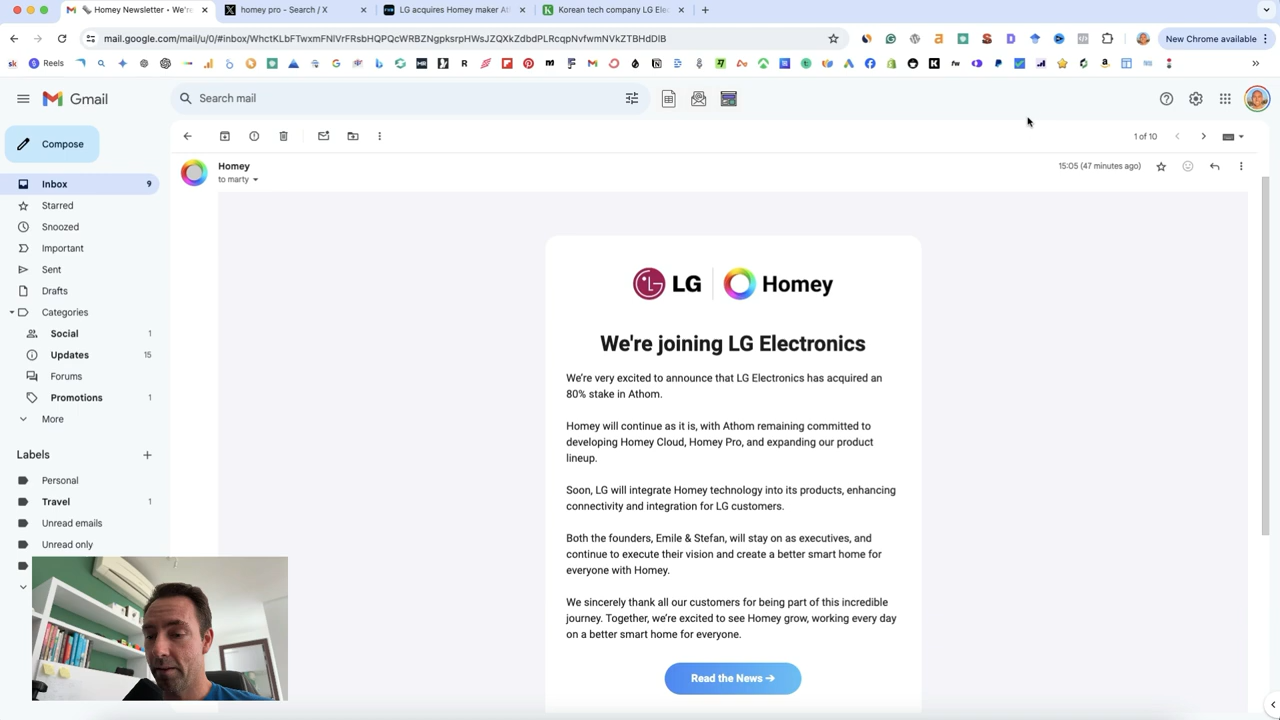 Homey Newsletter - We're
homey pro - Search / X
LG acquires Homey maker Ath
Korean tech company LG Elec
mail.google.com/mail/u/0/#inbox/WhctKLbFTwxmFNlVrFRsbHQPQcWRBZNgpksrpHWsJZQXkZdbdPLRcqpNvfwmNVkZTBHdDlB
New Chrome available
Reels
Gmail
Search mail
Compose
1 of 10
Inbox 9
Starred
Snoozed
Important
Sent
Drafts
Categories
Social 1
Updates 15
Forums
Promotions 1
More
Labels
Personal
Travel 1
Unread emails
Unread only
Homey
to marty
15:05 (47 minutes ago)
LG Homey
We're joining LG Electronics
We're very excited to announce that LG Electronics has acquired an
80% stake in Athom.
Homey will continue as it is, with Athom remaining committed to
developing Homey Cloud, Homey Pro, and expanding our product
lineup.
Soon, LG will integrate Homey technology into its products, enhancing
connectivity and integration for LG customers.
Both the founders, Emile & Stefan, will stay on as executives, and
continue to execute their vision and create a better smart home for
everyone with Homey.
We sincerely thank all our customers for being part of this incredible
journey. Together, we're excited to see Homey grow, working every day
on a better smart home for everyone.
Read the News →